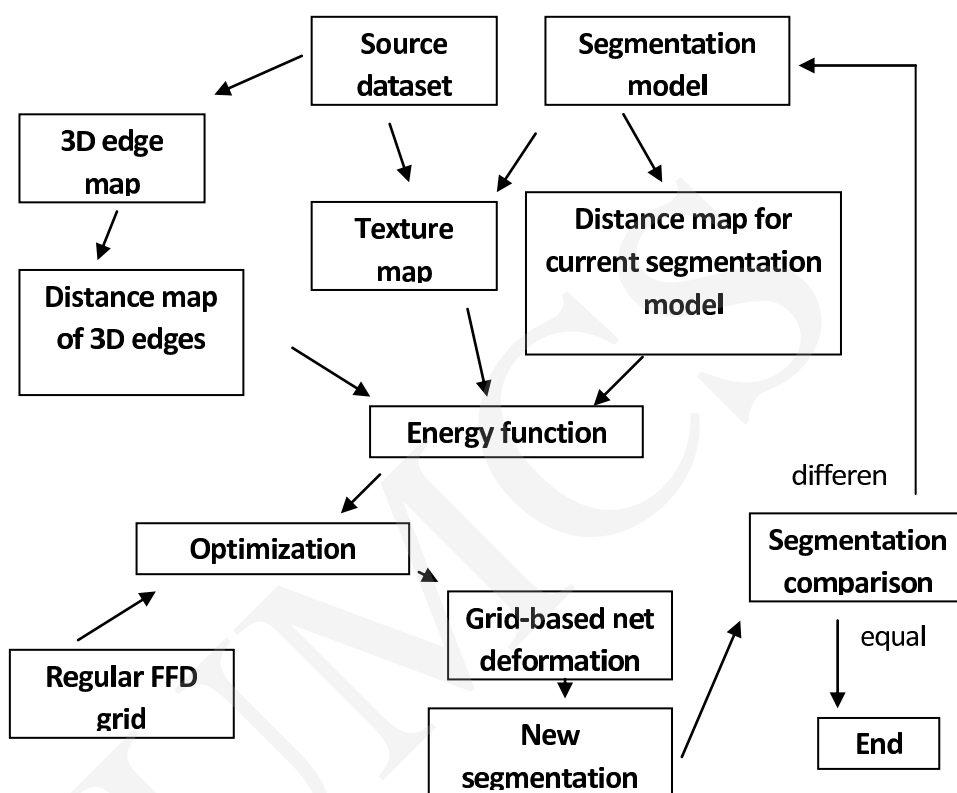 Source
dataset
Segmentation
model
3D edge
map
Texture
map
Distance map for
current segmentation
model
Distance map
of 3D edges
Energy function
differen
Optimization
Segmentation
comparison
Grid-based net
deformation
equal
Regular FFD
grid
New
segmentation
End
UMCS